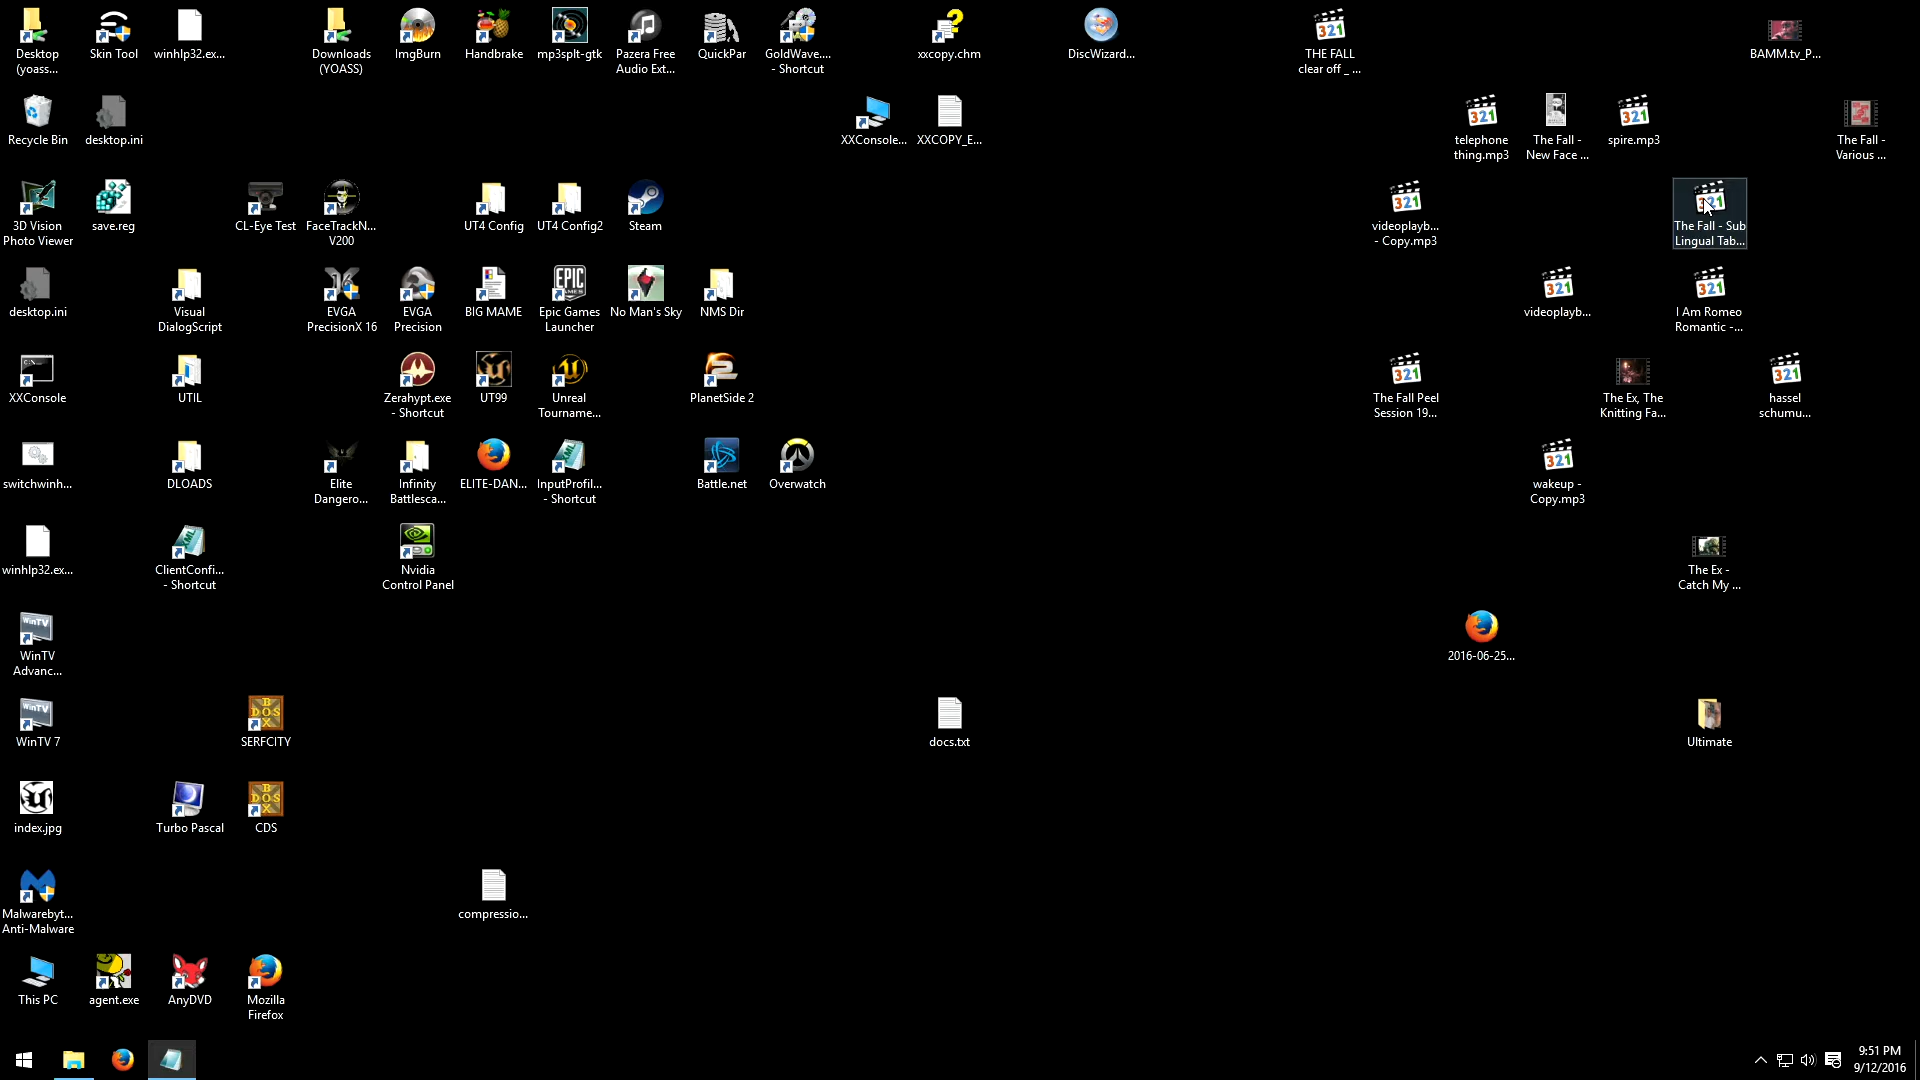 Desktop
(yoass...
Skin Tool
winhlp32.ex...
Downloads
(YOASS)
ImgBurn
Handbrake
mp3splt-gtk
Pazera Free
Audio Ext...
QuickPar
GoldWave....
- Shortcut
xxcopy.chm
DiscWizard...
THE FALL
clear off _ ...
BAMM.tv_P...
Recycle Bin
desktop.ini
XXConsole...
XXCOPY_E...
telephone
thing.mp3
The Fall -
New Face ...
spire.mp3
The Fall -
Various ...
3D Vision
Photo Viewer
save.reg
CL-Eye Test
FaceTrackN...
V200
UT4 Config
UT4 Config2
Steam
videoplayb...
- Copy.mp3
The Fall - Sub
Lingual Tab...
desktop.ini
Visual
DialogScript
EVGA
PrecisionX 16
EVGA
Precision
BIG MAME
Epic Games
Launcher
No Man's Sky
NMS Dir
videoplayb...
I Am Romeo
Romantic -...
XXConsole
UTIL
Zerahypt.exe
- Shortcut
UT99
Unreal
Tourname...
PlanetSide 2
The Fall Peel
Session 19...
The Ex, The
Knitting Fa...
hassel
schumu...
switchwinh...
DLOADS
Elite
Dangero...
Infinity
Battlesca...
ELITE-DAN...
InputProfil...
- Shortcut
Battle.net
Overwatch
wakeup -
Copy.mp3
winhlp32.ex...
ClientConfi...
- Shortcut
Nvidia
Control Panel
The Ex -
Catch My ...
WinTV
Advanc...
2016-06-25...
WinTV 7
SERFCITY
docs.txt
Ultimate
index.jpg
Turbo Pascal
CDS
Malwarebyt...
Anti-Malware
compressio...
This PC
agent.exe
AnyDVD
Mozilla
Firefox
9:51 PM
9/12/2016